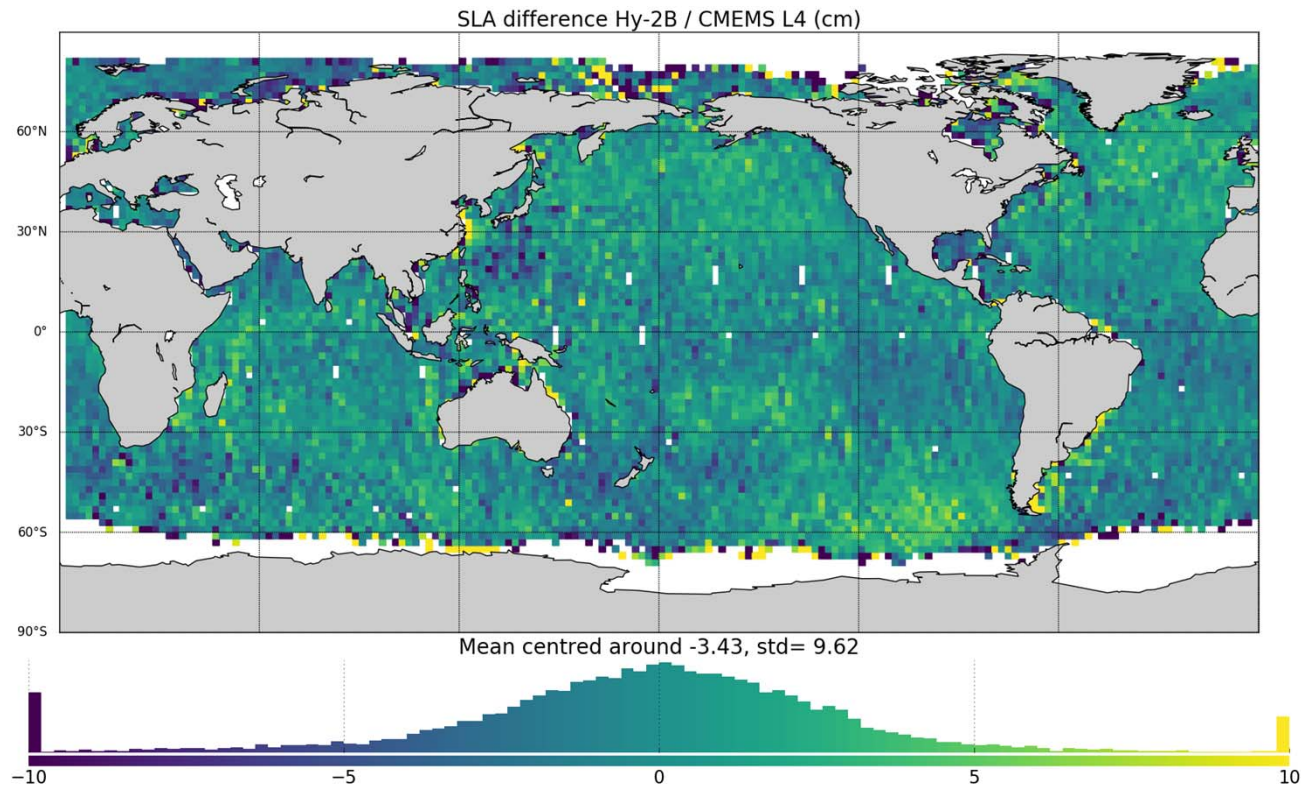 SLA difference Hy-2B / CMEMS L4 (cm)
60°N
30°N
0°
30°S
60°S
90°S
Mean centred around -3.43, std= 9.62
−10 −5 0 5 10